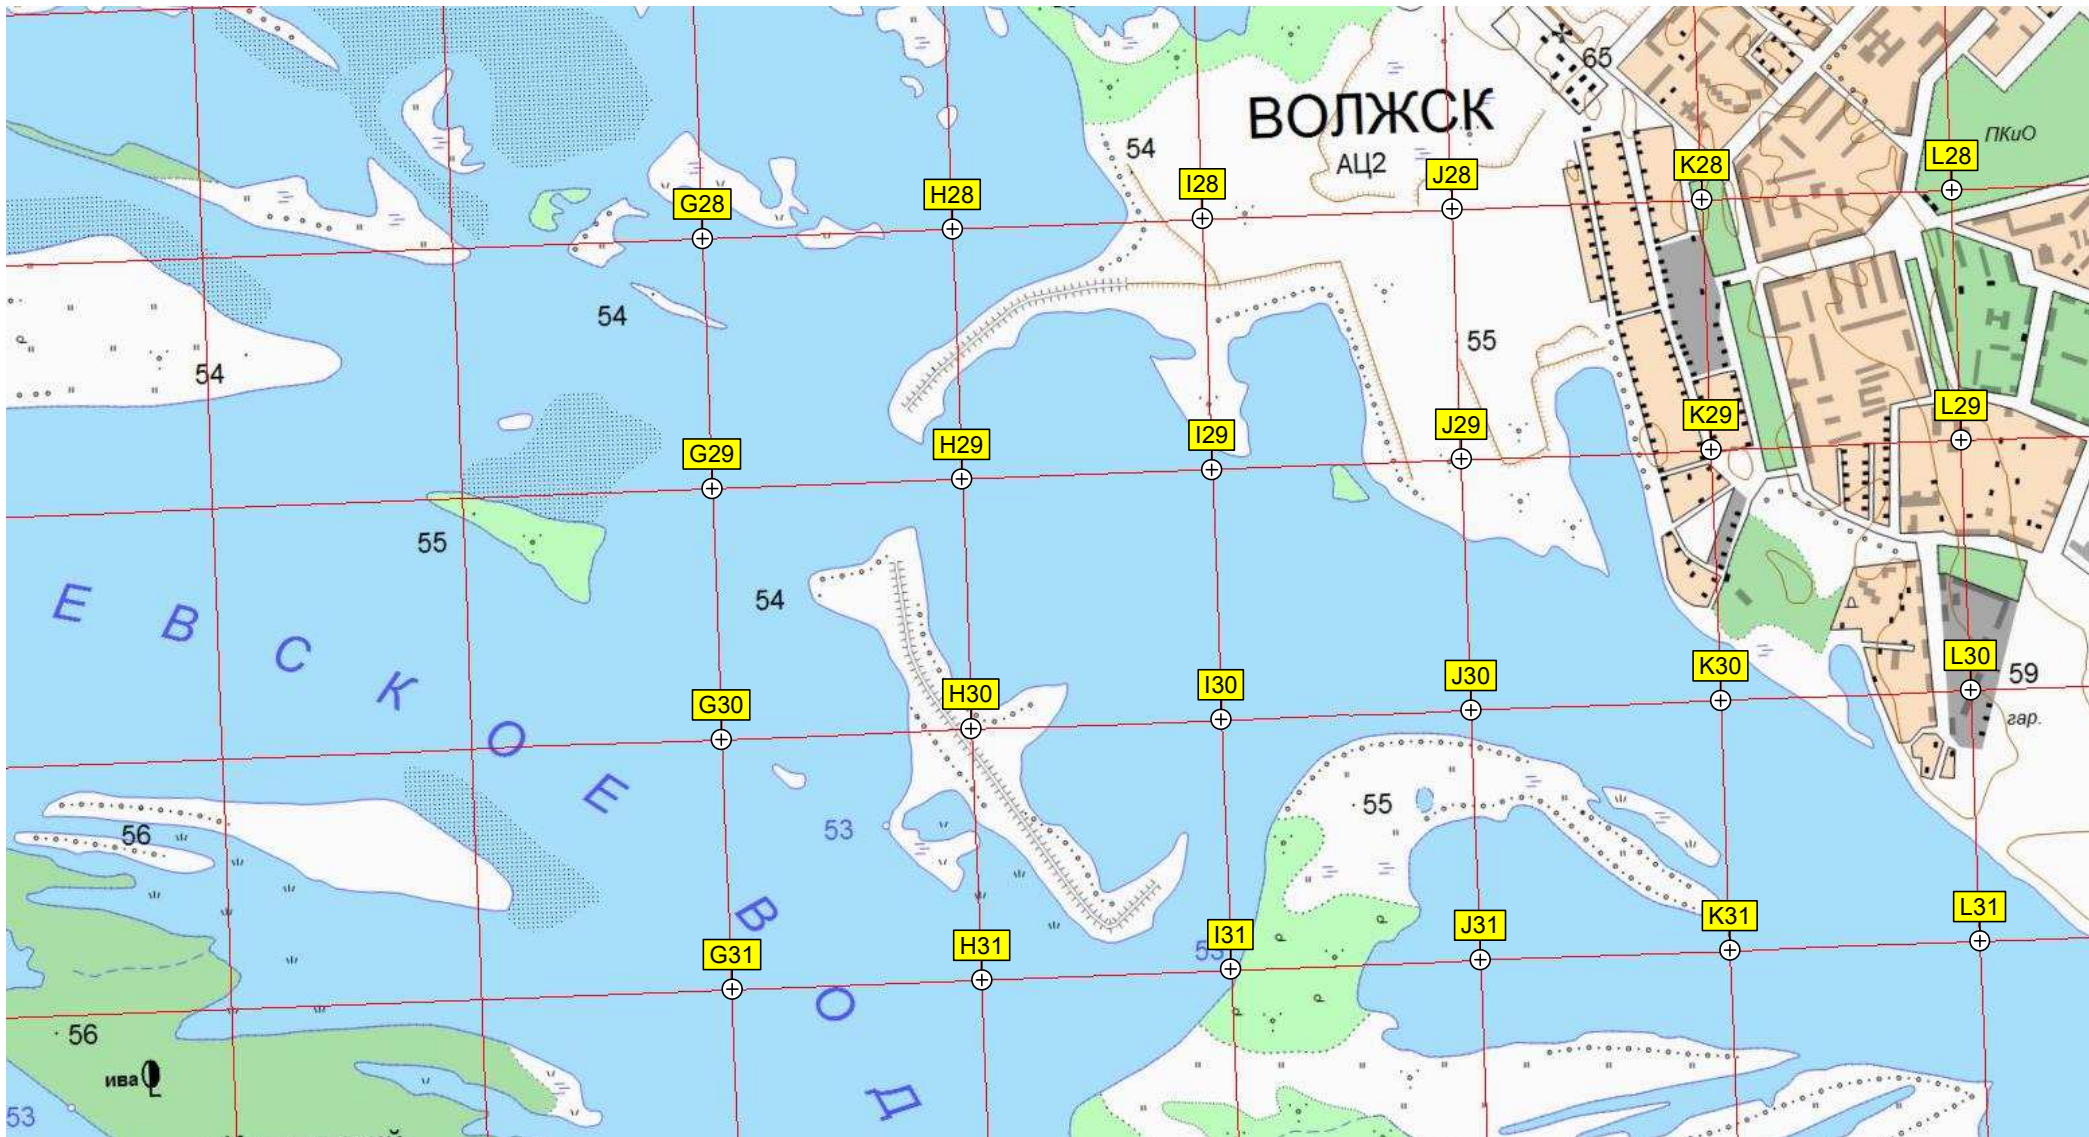 65
ВОЛЖСК
АЦ2
54
ПКиО
G28
H28
I28
J28
K28
L28
54
54
55
G29
H29
I29
J29
K29
L29
55
54
Е В С К О Е
В О Д
G30
H30
I30
J30
K30
L30
59
гар.
56
53
55
G31
H31
I31
J31
K31
L31
53
56
ива
53